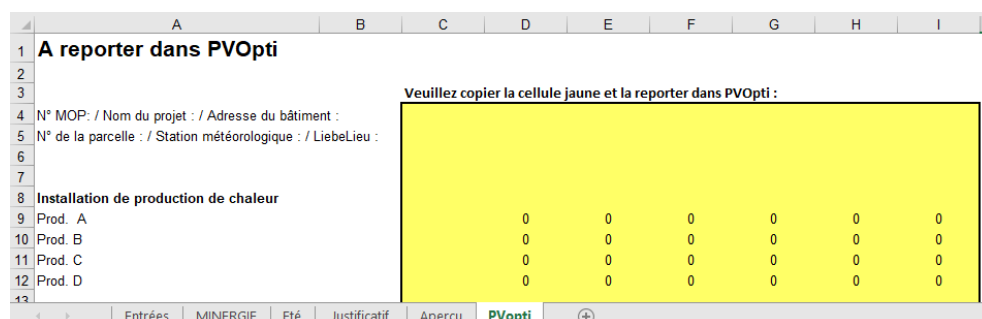 A B C D E F G H I
1 A reporter dans PVOpti
2
3 Veuillez copier la cellule jaune et la reporter dans PVOpti :
4 N° MOP: / Nom du projet : / Adresse du bâtiment :
5 N° de la parcelle : / Station météorologique : / LiebeLieu :
6
7
8 Installation de production de chaleur
9 Prod. A 0 0 0 0 0 0
10 Prod. B 0 0 0 0 0 0
11 Prod. C 0 0 0 0 0 0
12 Prod. D 0 0 0 0 0 0
13
Entrées MINERGIE Eté Justificatif Aperçu PVopti